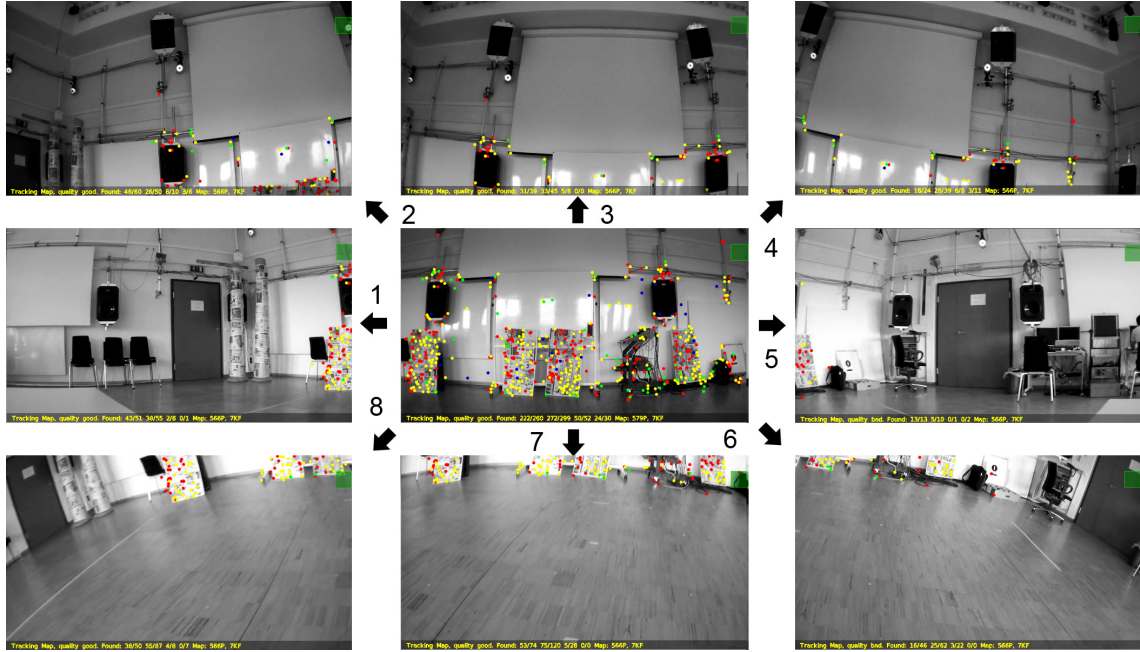 Tracking Map, quality good. Found: 46/60 26/50 6/10 3/6 Map: 566P, 7KF
Tracking Map, quality good. Found: 31/39 33/45 5/8 0/0 Map: 566P, 7KF
Tracking Map, quality good. Found: 16/24 28/39 6/8 3/11 Map: 566P, 7KF
2
3
4
1
5
Tracking Map, quality good. Found: 43/51 30/55 2/6 0/1 Map: 566P, 7KF
Tracking Map, quality good. Found: 222/260 272/299 50/52 24/30 Map: 579P, 7KF
Tracking Map, quality bad. Found: 13/13 5/10 0/1 0/2 Map: 566P, 7KF
8
7
6
Tracking Map, quality good. Found: 38/50 55/87 4/8 0/7 Map: 566P, 7KF
Tracking Map, quality good. Found: 53/74 75/120 5/28 0/0 Map: 566P, 7KF
Tracking Map, quality bad. Found: 16/46 25/62 3/22 0/0 Map: 566P, 7KF